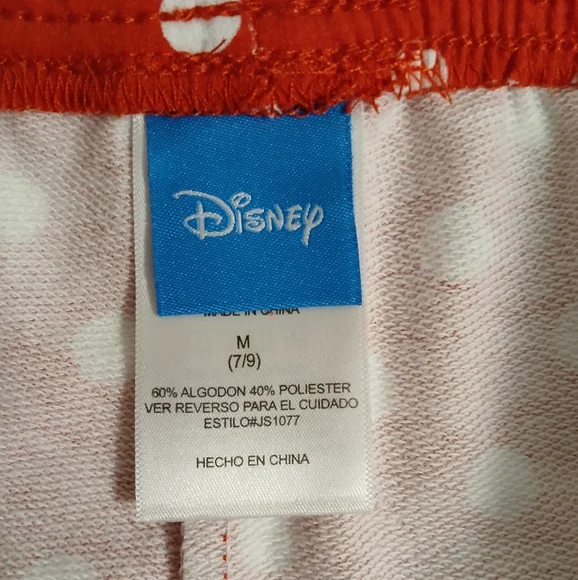 Disney
MADE IN CHINA
M
(7/9)
60% ALGODON 40% POLIESTER
VER REVERSO PARA EL CUIDADO
ESTILO#JS1077
HECHO EN CHINA